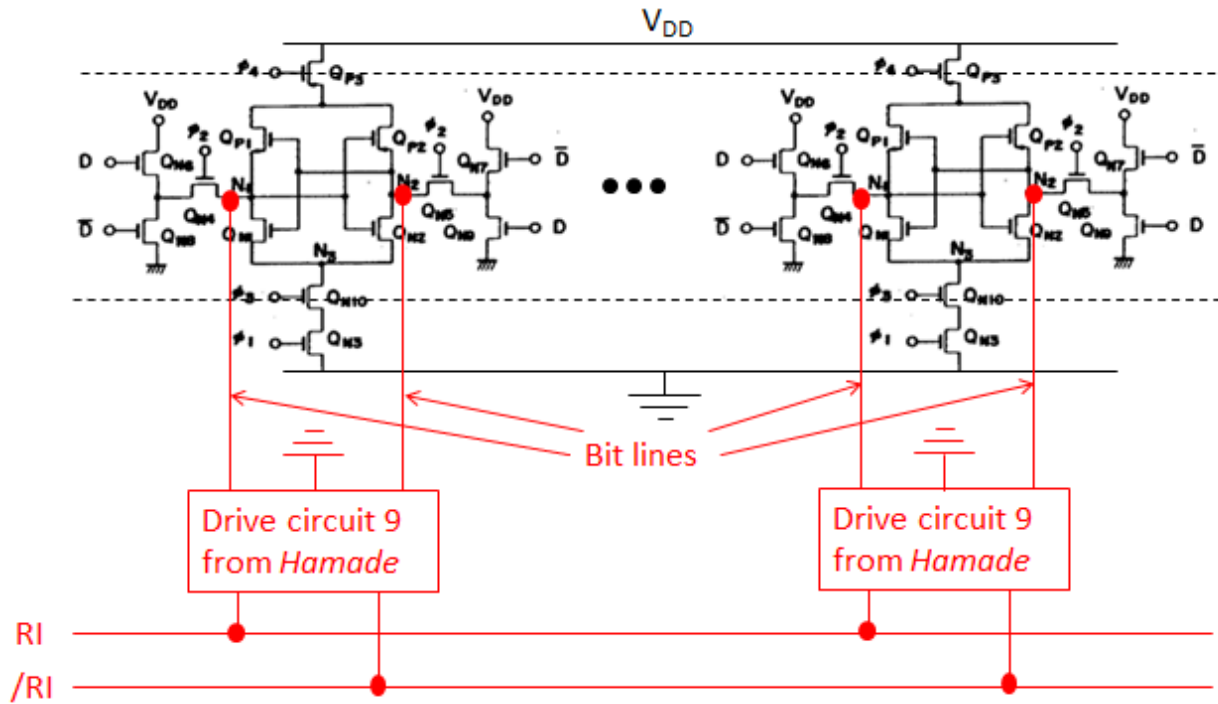 VDD
φ4 QP3 φ4 QP3
VDD VDD VDD VDD
φ2 QP1 QP2 φ2 φ2 QP1 QP2 φ2
D QN6 QN7 D̅ D QN6 QN7 D̅
N1 N2 N1 N2
D̅ QN8 QN4 QN1 QN2 QN5 QN9 D D̅ QN8 QN4 QN1 QN2 QN5 QN9 D
N3 N3
φ3 QN10 φ3 QN10
φ1 QN3 φ1 QN3
Bit lines
Drive circuit 9 Drive circuit 9
from Hamade from Hamade
RI
/RI